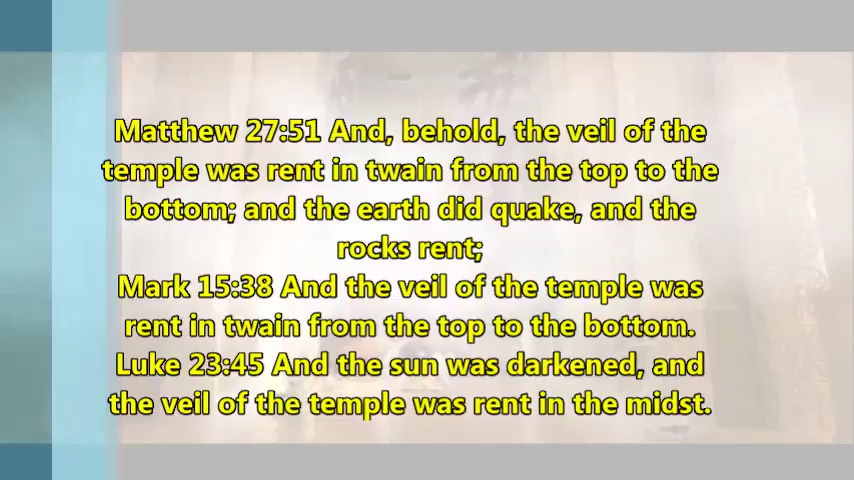 Matthew 27:51 And, behold, the veil of the
temple was rent in twain from the top to the
bottom; and the earth did quake, and the
rocks rent;
Mark 15:38 And the veil of the temple was
rent in twain from the top to the bottom.
Luke 23:45 And the sun was darkened, and
the veil of the temple was rent in the midst.